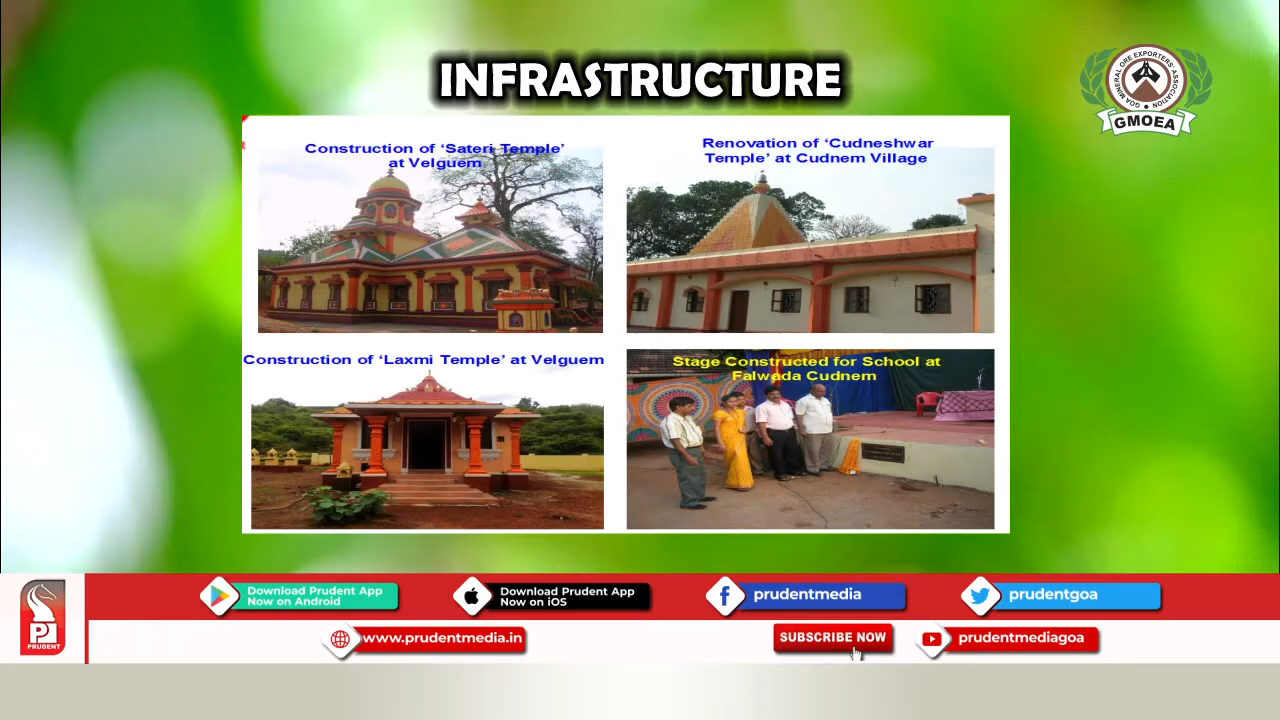 INFRASTRUCTURE
GOA MINERAL ORE EXPORTERS' ASSOCIATION
GMOEA
Construction of ‘Sateri Temple’
at Velguem
Renovation of ‘Cudneshwar
Temple’ at Cudnem Village
Construction of ‘Laxmi Temple’ at Velguem
Stage Constructed for School at
Falwada Cudnem
PRUDENT
Download Prudent App
Now on Android
Download Prudent App
Now on iOS
prudentmedia
prudentgoa
www.prudentmedia.in
SUBSCRIBE NOW
prudentmediagoa